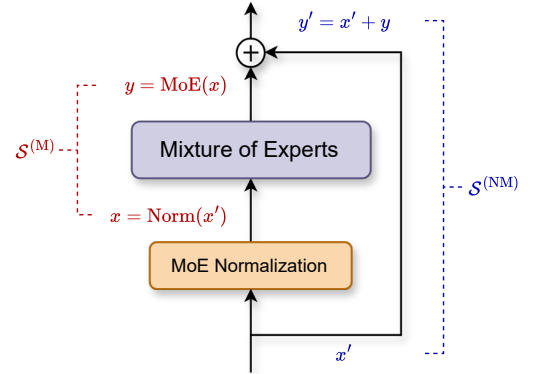 y′ = x′ + y
y = MoE(x)
Mixture of Experts
𝒮^(M)
𝒮^(NM)
x = Norm(x′)
MoE Normalization
x′